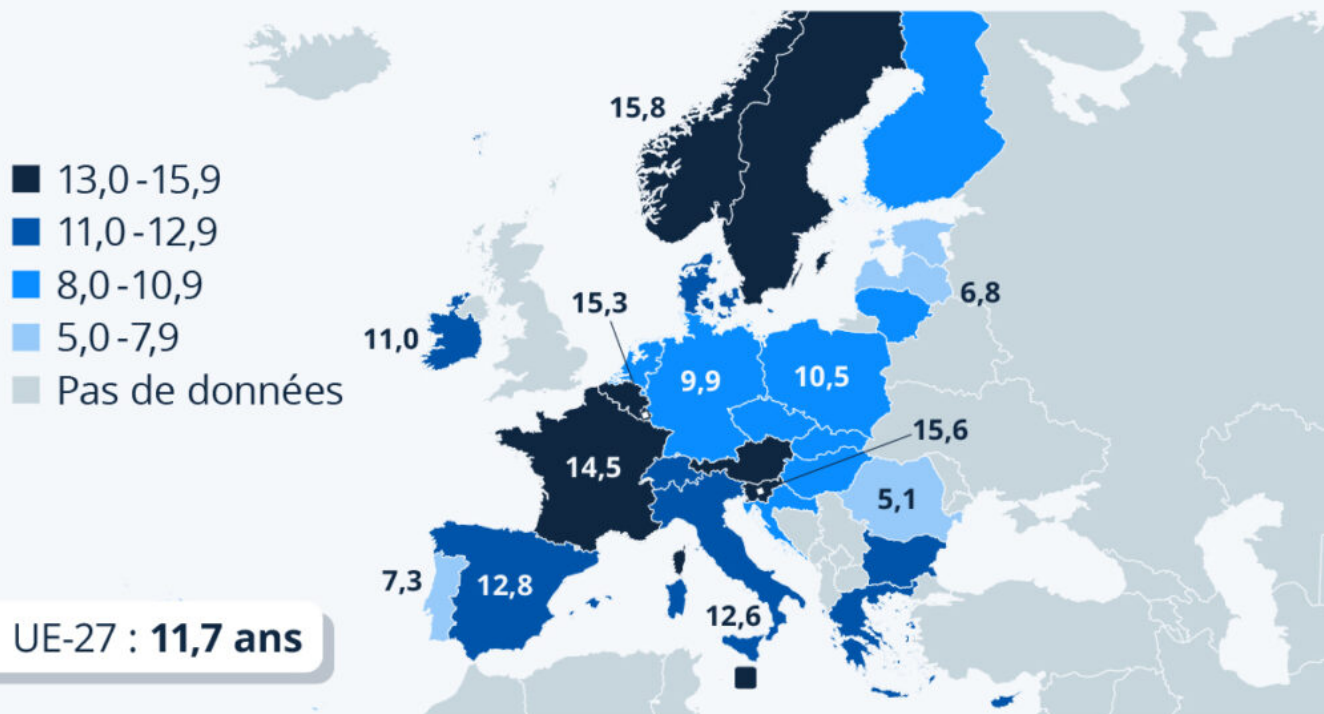 13,0 - 15,9
11,0 - 12,9
8,0 - 10,9
5,0 - 7,9
Pas de données
15,8
6,8
15,3
11,0
9,9
10,5
15,6
14,5
5,1
7,3
12,8
12,6
UE-27 : 11,7 ans